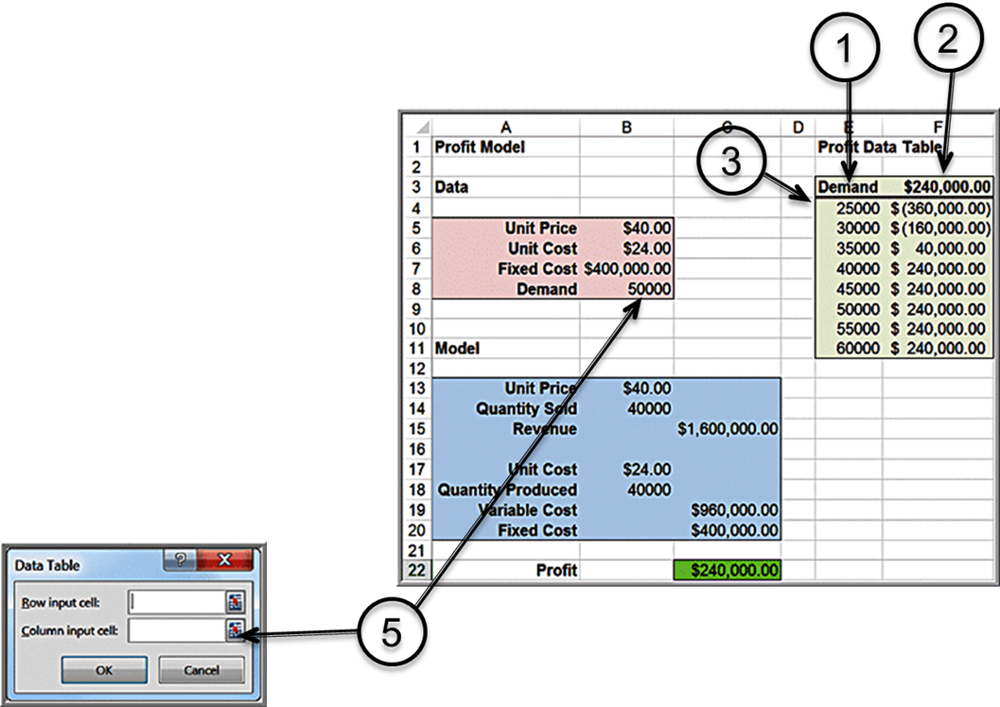 1 2
A B C D E F
1 Profit Model Profit Data Table
2
3
3 Data Demand $240,000.00
4 25000 $(360,000.00)
5 Unit Price $40.00 30000 $(160,000.00)
6 Unit Cost $24.00 35000 $ 40,000.00
7 Fixed Cost $400,000.00 40000 $ 240,000.00
8 Demand 50000 45000 $ 240,000.00
9 50000 $ 240,000.00
10 55000 $ 240,000.00
11 Model 60000 $ 240,000.00
12
13 Unit Price $40.00
14 Quantity Sold 40000
15 Revenue $1,600,000.00
16
17 Unit Cost $24.00
18 Quantity Produced 40000
19 Variable Cost $960,000.00
20 Fixed Cost $400,000.00
21
22 Profit $240,000.00
Data Table ? X
Row input cell:
Column input cell:
5
OK Cancel